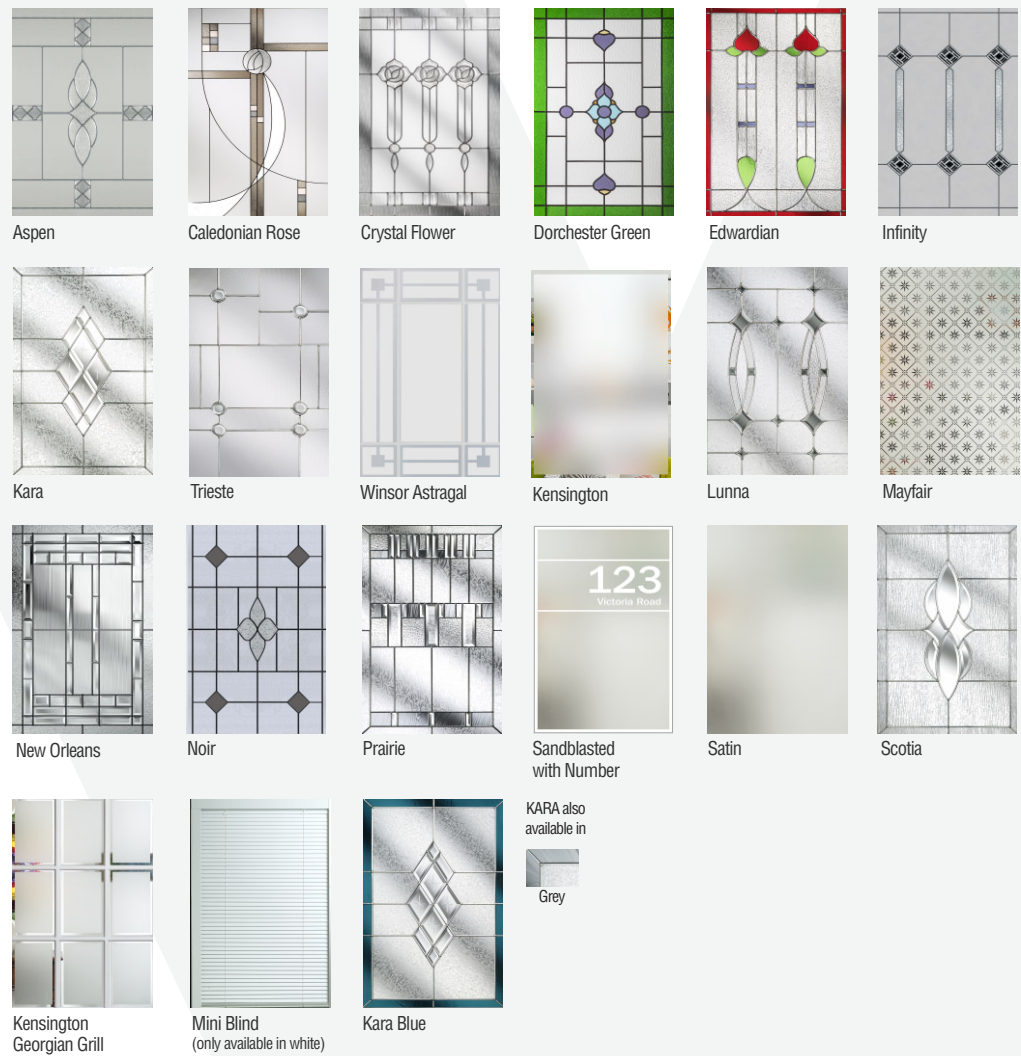 Aspen
Caledonian Rose
Crystal Flower
Dorchester Green
Edwardian
Infinity
Kara
Trieste
Winsor Astragal
Kensington
Lunna
Mayfair
New Orleans
Noir
Prairie
123
Victoria Road
Sandblasted
with Number
Satin
Scotia
Kensington
Georgian Grill
Mini Blind
(only available in white)
Kara Blue
KARA also
available in
Grey